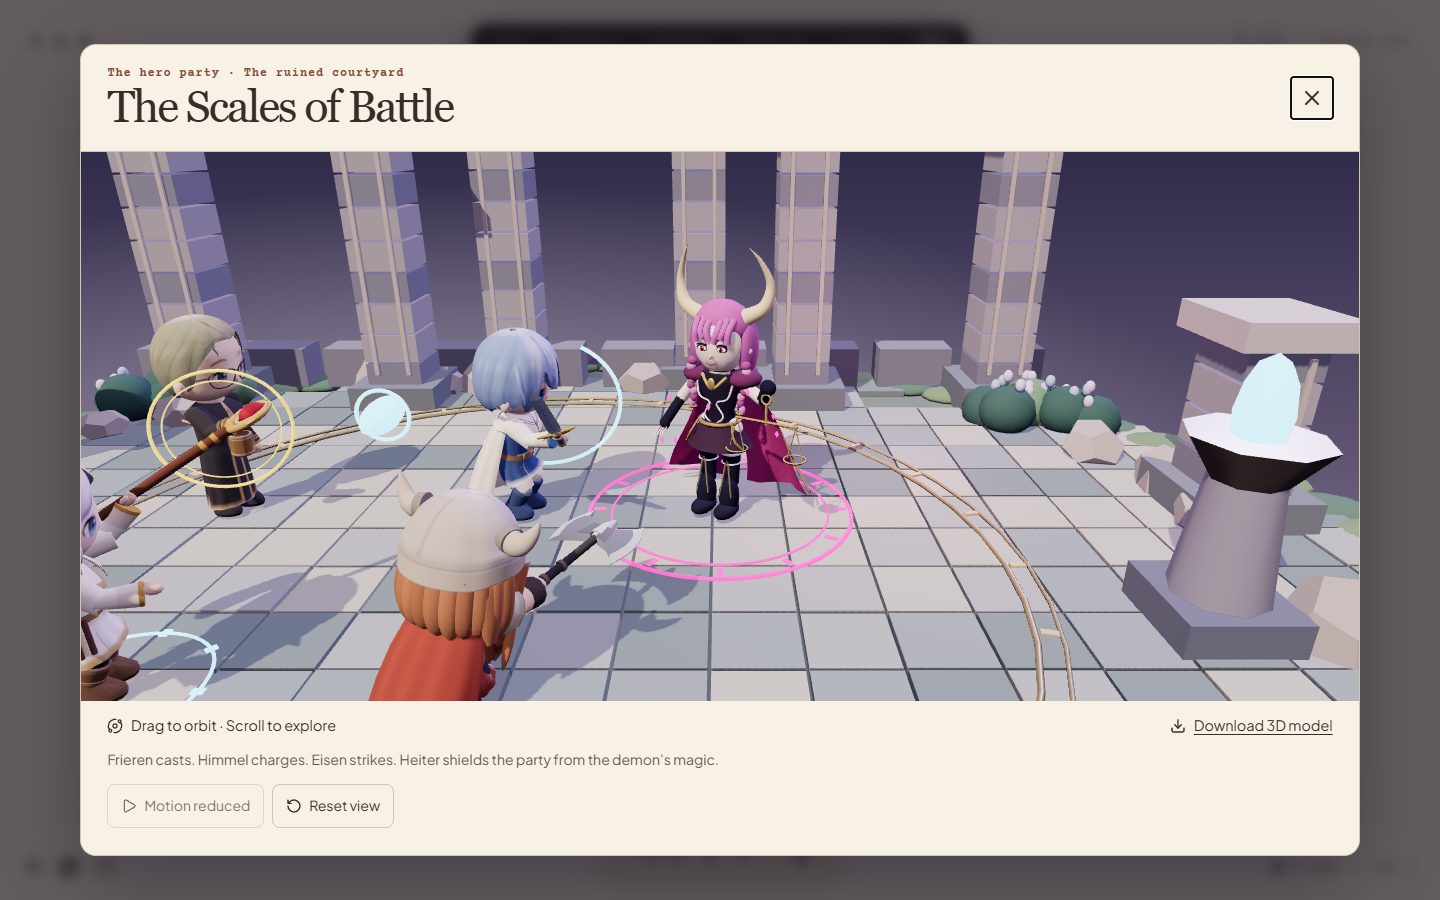 The hero party · The ruined courtyard
The Scales of Battle
Drag to orbit · Scroll to explore
Download 3D model
Frieren casts. Himmel charges. Eisen strikes. Heiter shields the party from the demon's magic.
Motion reduced
Reset view